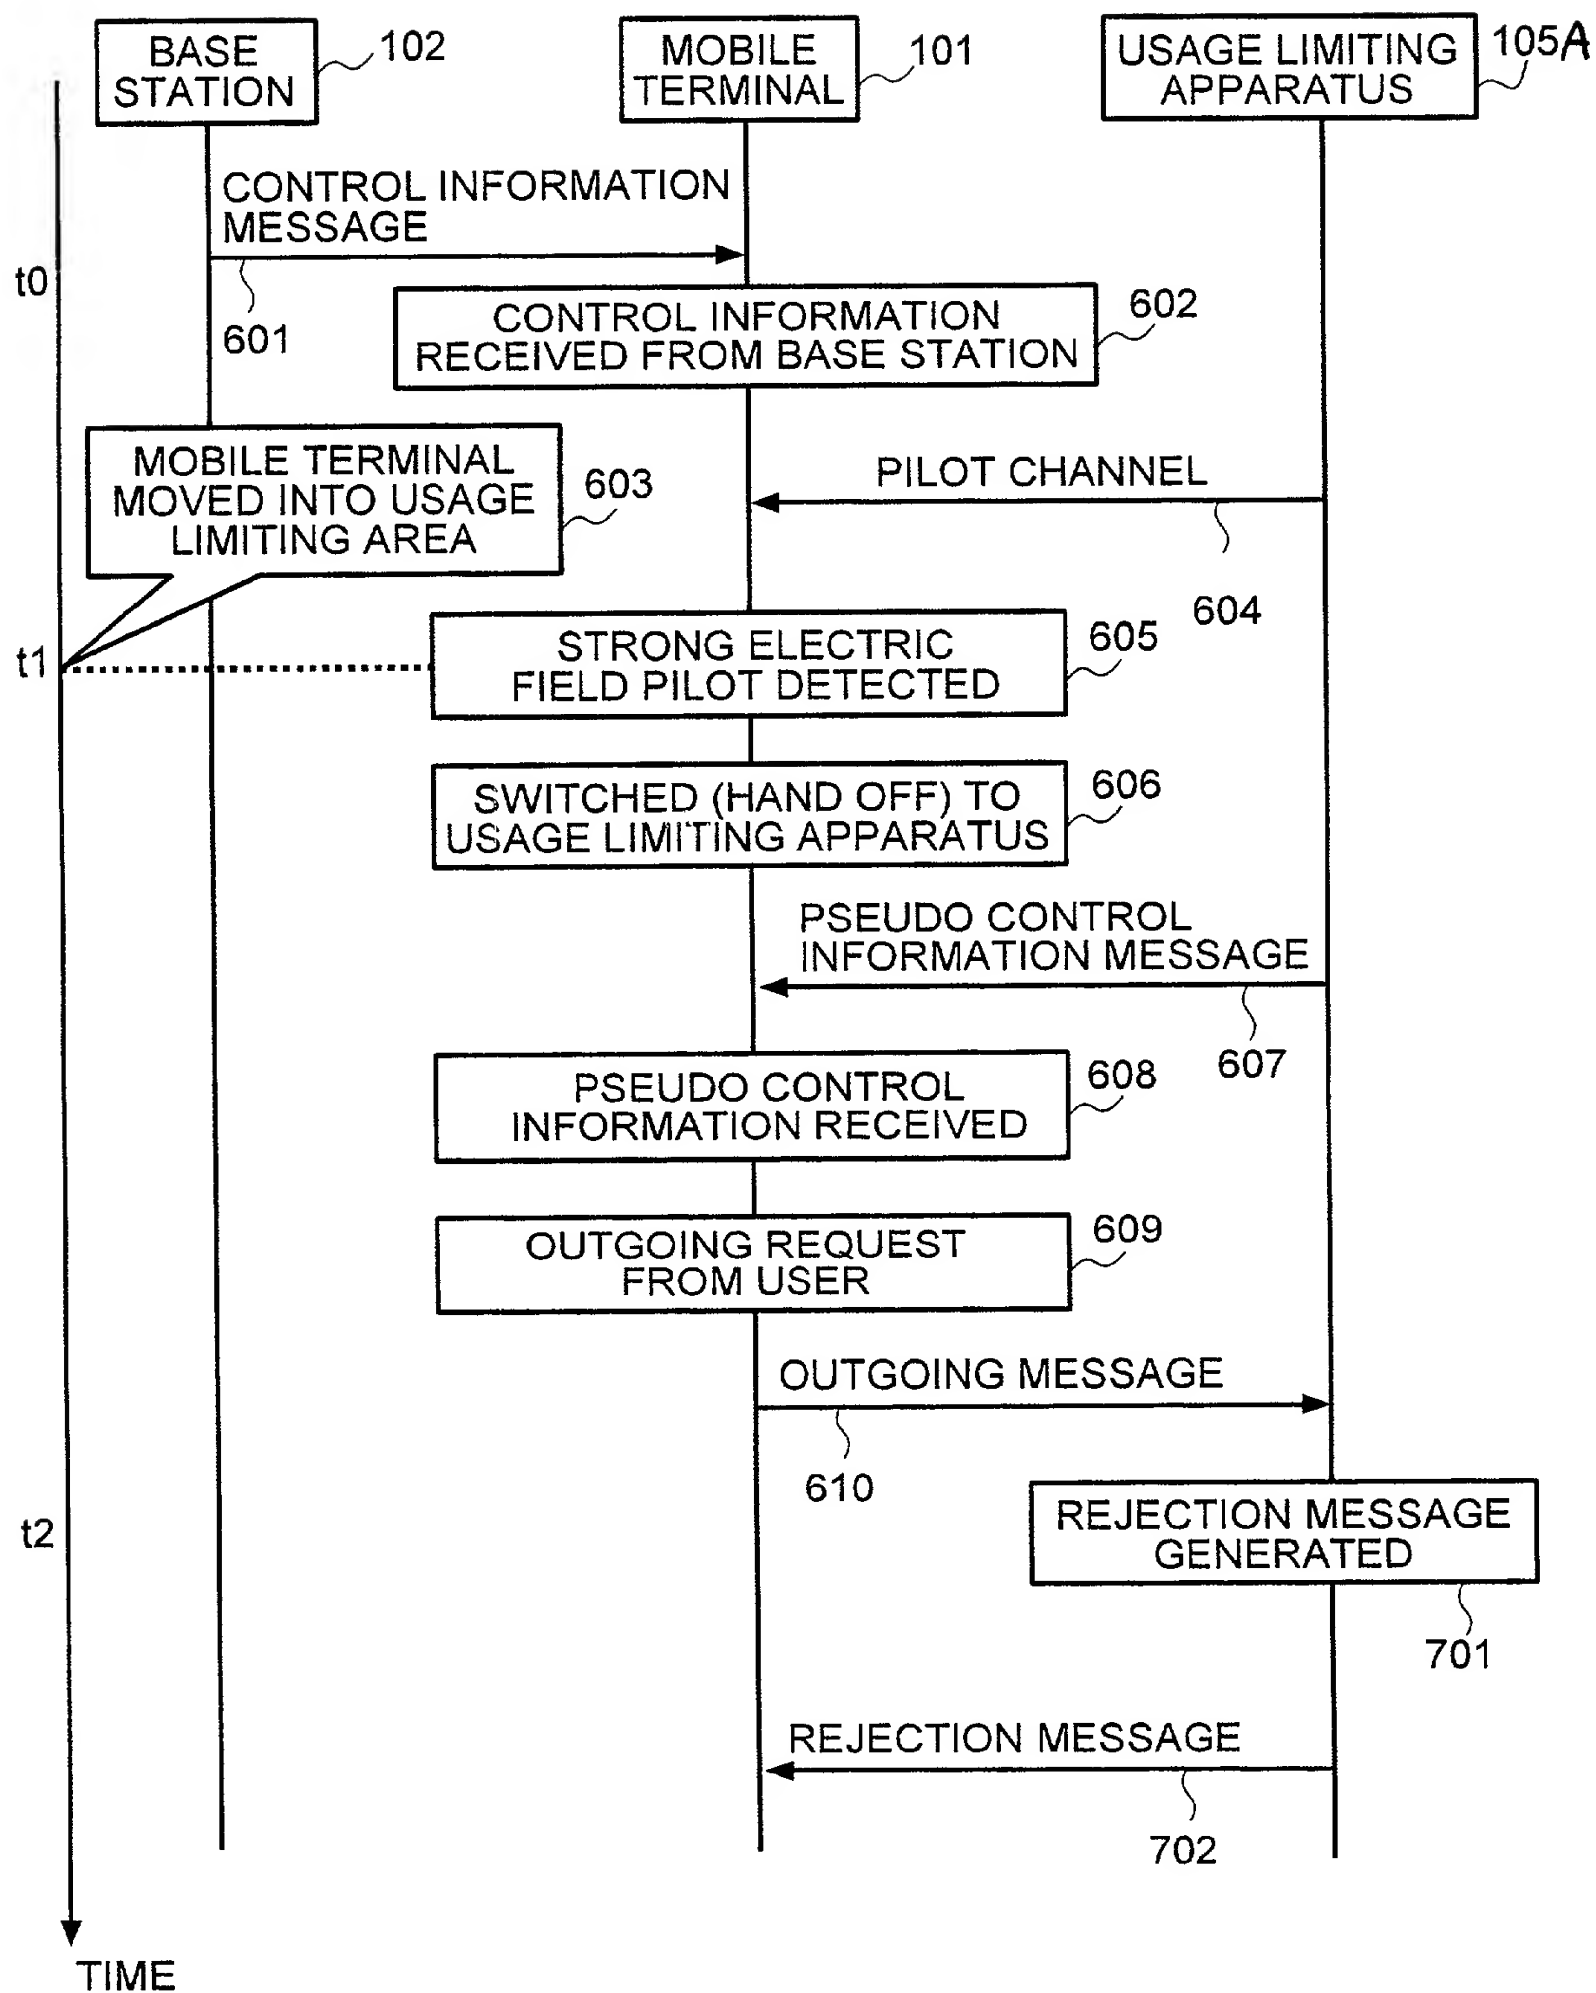 BASE
STATION
102
MOBILE
TERMINAL
101
USAGE LIMITING
APPARATUS
105A
CONTROL INFORMATION
MESSAGE
t0
601
CONTROL INFORMATION
RECEIVED FROM BASE STATION
602
MOBILE TERMINAL
MOVED INTO USAGE
LIMITING AREA
603
PILOT CHANNEL
604
t1
STRONG ELECTRIC
FIELD PILOT DETECTED
605
SWITCHED (HAND OFF) TO
USAGE LIMITING APPARATUS
606
PSEUDO CONTROL
INFORMATION MESSAGE
607
PSEUDO CONTROL
INFORMATION RECEIVED
608
OUTGOING REQUEST
FROM USER
609
OUTGOING MESSAGE
610
t2
REJECTION MESSAGE
GENERATED
701
REJECTION MESSAGE
702
TIME